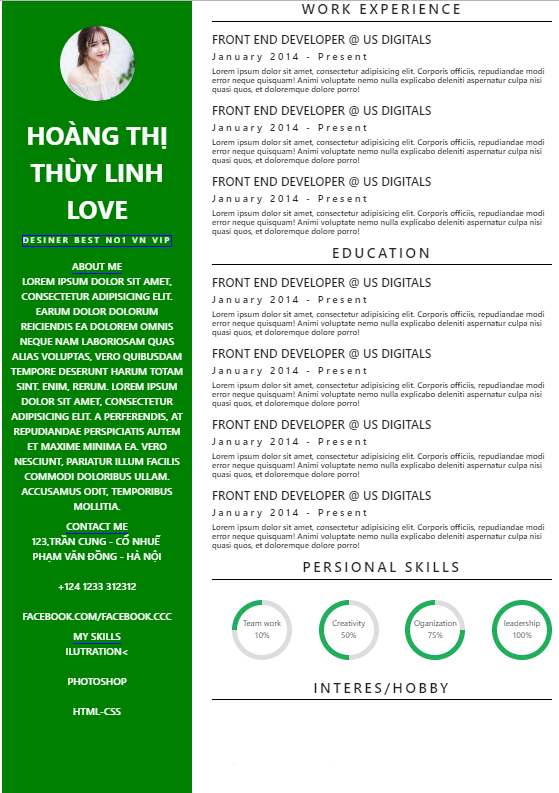 HOÀNG THỊ
THÙY LINH
LOVE
DESINER BEST NO1 VN VIP
ABOUT ME
LOREM IPSUM DOLOR SIT AMET,
CONSECTETUR ADIPISICING ELIT.
EARUM DOLOR DOLORUM
REICIENDIS EA DOLOREM OMNIS
NEQUE NAM LABORIOSAM QUAS
ALIAS VOLUPTAS, VERO QUIBUSDAM
TEMPORE DESERUNT HARUM TOTAM
SINT. ENIM, RERUM. LOREM IPSUM
DOLOR SIT AMET, CONSECTETUR
ADIPISICING ELIT. A PERFERENDIS, AT
REPUDIANDAE PERSPICIATIS AUTEM
ET MAXIME MINIMA EA. VERO
NESCIUNT, PARIATUR ILLUM FACILIS
COMMODI DOLORIBUS ULLAM.
ACCUSAMUS ODIT, TEMPORIBUS
MOLLITIA.
CONTACT ME
123,TRẦN CUNG - CỔ NHUẾ
PHẠM VĂN ĐỒNG - HÀ NỘI
+124 1233 312312
FACEBOOK.COM/FACEBOOK.CCC
MY SKILLS
ILUTRATION<
PHOTOSHOP
HTML-CSS
WORK EXPERIENCE
FRONT END DEVELOPER @ US DIGITALS
January 2014 - Present
Lorem ipsum dolor sit amet, consectetur adipisicing elit. Corporis officiis, repudiandae modi
error neque quisquam! Animi voluptate nemo nulla explicabo deleniti aspernatur culpa nisi
quasi quos, et doloremque dolore porro!
FRONT END DEVELOPER @ US DIGITALS
January 2014 - Present
Lorem ipsum dolor sit amet, consectetur adipisicing elit. Corporis officiis, repudiandae modi
error neque quisquam! Animi voluptate nemo nulla explicabo deleniti aspernatur culpa nisi
quasi quos, et doloremque dolore porro!
FRONT END DEVELOPER @ US DIGITALS
January 2014 - Present
Lorem ipsum dolor sit amet, consectetur adipisicing elit. Corporis officiis, repudiandae modi
error neque quisquam! Animi voluptate nemo nulla explicabo deleniti aspernatur culpa nisi
quasi quos, et doloremque dolore porro!
EDUCATION
FRONT END DEVELOPER @ US DIGITALS
January 2014 - Present
Lorem ipsum dolor sit amet, consectetur adipisicing elit. Corporis officiis, repudiandae modi
error neque quisquam! Animi voluptate nemo nulla explicabo deleniti aspernatur culpa nisi
quasi quos, et doloremque dolore porro!
FRONT END DEVELOPER @ US DIGITALS
January 2014 - Present
Lorem ipsum dolor sit amet, consectetur adipisicing elit. Corporis officiis, repudiandae modi
error neque quisquam! Animi voluptate nemo nulla explicabo deleniti aspernatur culpa nisi
quasi quos, et doloremque dolore porro!
FRONT END DEVELOPER @ US DIGITALS
January 2014 - Present
Lorem ipsum dolor sit amet, consectetur adipisicing elit. Corporis officiis, repudiandae modi
error neque quisquam! Animi voluptate nemo nulla explicabo deleniti aspernatur culpa nisi
quasi quos, et doloremque dolore porro!
FRONT END DEVELOPER @ US DIGITALS
January 2014 - Present
Lorem ipsum dolor sit amet, consectetur adipisicing elit. Corporis officiis, repudiandae modi
error neque quisquam! Animi voluptate nemo nulla explicabo deleniti aspernatur culpa nisi
quasi quos, et doloremque dolore porro!
PERSIONAL SKILLS
Team work
10%
Creativity
50%
Oganization
75%
leadership
100%
INTERES/HOBBY